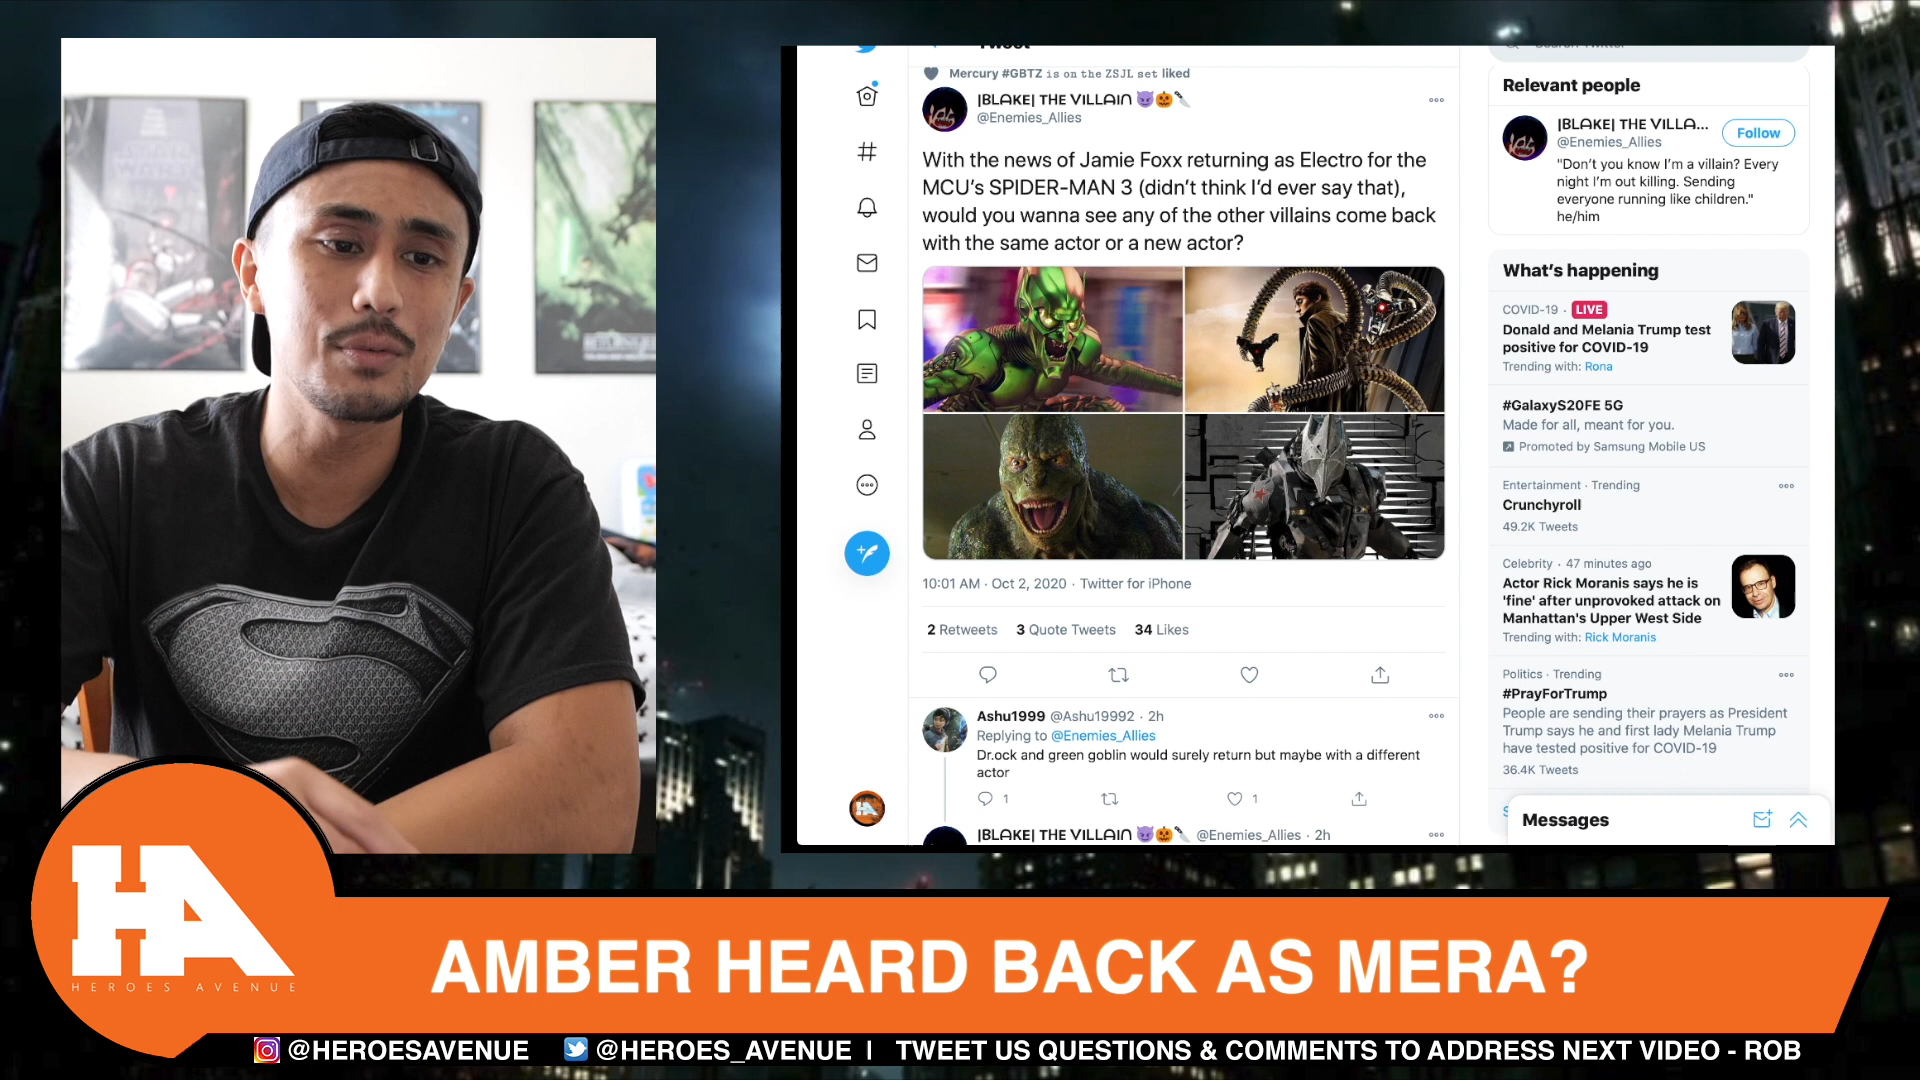 Tweet
Mercury #GBTZ is on the ZSJL set liked
|BLAKE| THE VILLAIN 😈🎃🔪
@Enemies_Allies
With the news of Jamie Foxx returning as Electro for the
MCU's SPIDER-MAN 3 (didn't think I'd ever say that),
would you wanna see any of the other villains come back
with the same actor or a new actor?
10:01 AM · Oct 2, 2020 · Twitter for iPhone
2 Retweets 3 Quote Tweets 34 Likes
Ashu1999 @Ashu19992 · 2h
Replying to @Enemies_Allies
Dr.ock and green goblin would surely return but maybe with a different
actor
1 1
|BLAKE| THE VILLAIN 😈🎃🔪 @Enemies_Allies · 2h
Search Twitter
Relevant people
|BLAKE| THE VILLA...
@Enemies_Allies
Follow
"Don't you know I'm a villain? Every
night I'm out killing. Sending
everyone running like children."
he/him
What's happening
COVID-19 · LIVE
Donald and Melania Trump test
positive for COVID-19
Trending with: Rona
#GalaxyS20FE 5G
Made for all, meant for you.
Promoted by Samsung Mobile US
Entertainment · Trending
Crunchyroll
49.2K Tweets
Celebrity · 47 minutes ago
Actor Rick Moranis says he is
'fine' after unprovoked attack on
Manhattan's Upper West Side
Trending with: Rick Moranis
Politics · Trending
#PrayForTrump
People are sending their prayers as President
Trump says he and first lady Melania Trump
have tested positive for COVID-19
36.4K Tweets
Messages
HA
HEROES AVENUE
AMBER HEARD BACK AS MERA?
@HEROESAVENUE @HEROES_AVENUE | TWEET US QUESTIONS & COMMENTS TO ADDRESS NEXT VIDEO - ROB